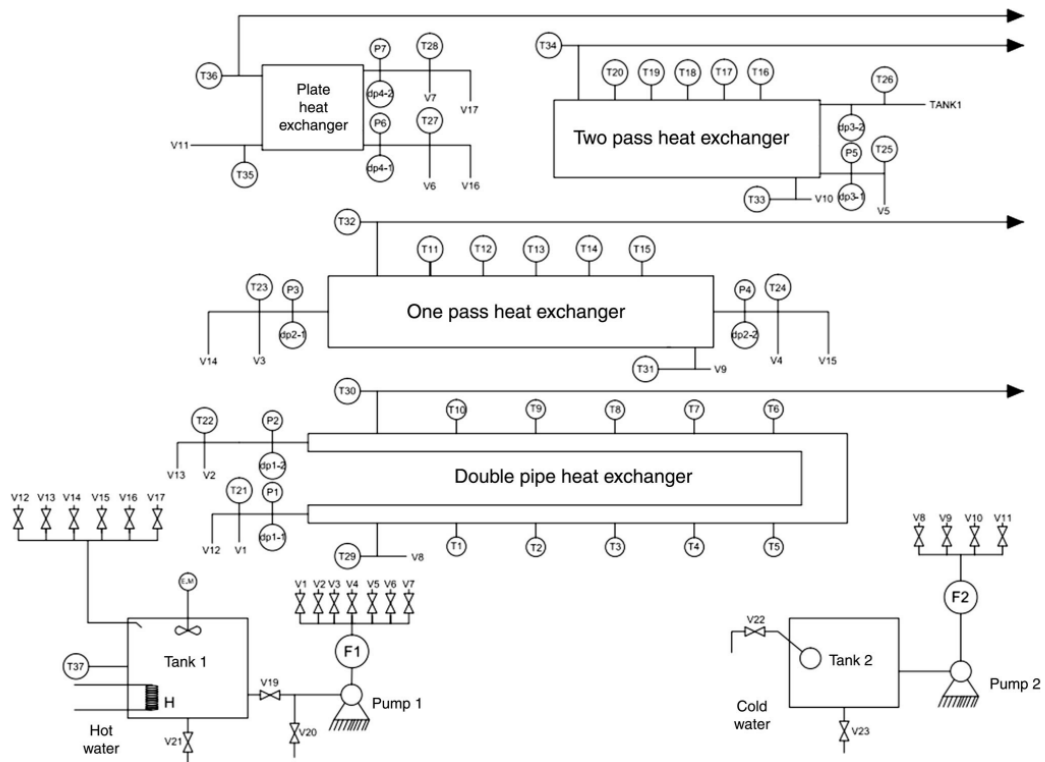 T36
P7
T28
dp4-2
V7
V17
Plate
heat
exchanger
P6
T27
V11
dp4-1
T35
V6
V16
T34
T20
T19
T18
T17
T16
T26
TANK1
dp3-2
Two pass heat exchanger
P5
T25
dp3-1
T33
V10
V5
T32
T11
T12
T13
T14
T15
T23
P3
dp2-1
V14
V3
One pass heat exchanger
P4
T24
dp2-2
V4
V15
T31
V9
T30
T10
T9
T8
T7
T6
T22
P2
dp1-2
V13
V2
Double pipe heat exchanger
T21
P1
dp1-1
V12
V1
T29
V8
T1
T2
T3
T4
T5
V12 V13 V14 V15 V16 V17
E.M
Tank 1
T37
H
Hot
water
V21
V19
V20
V1 V2 V3 V4 V5 V6 V7
F1
Pump 1
V8 V9 V10 V11
F2
V22
Tank 2
Pump 2
Cold
water
V23